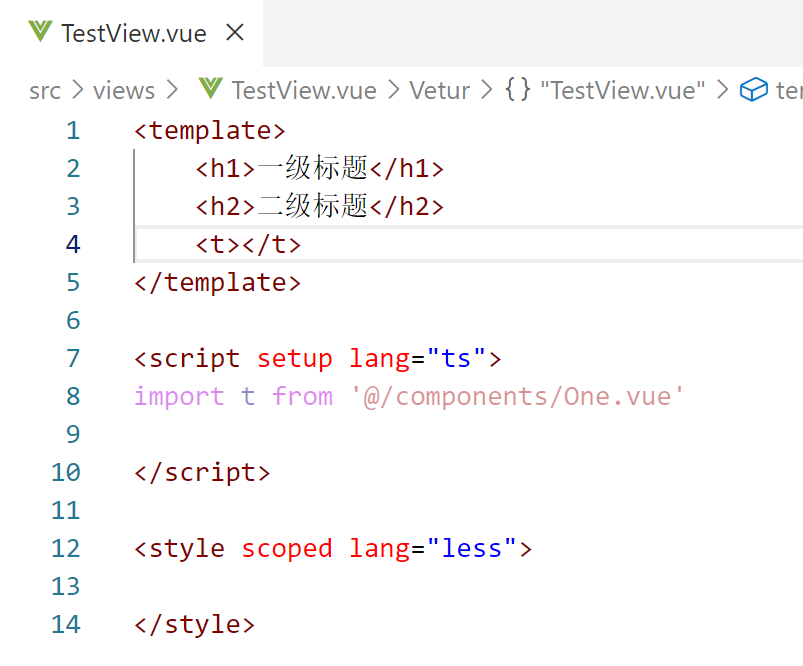 TestView.vue ×
src > views > TestView.vue > Vetur > {} "TestView.vue" >
1 <template>
2 <h1>一级标题</h1>
3 <h2>二级标题</h2>
4 <t></t>
5 </template>
6
7 <script setup lang="ts">
8 import t from '@/components/One.vue'
9
10 </script>
11
12 <style scoped lang="less">
13
14 </style>